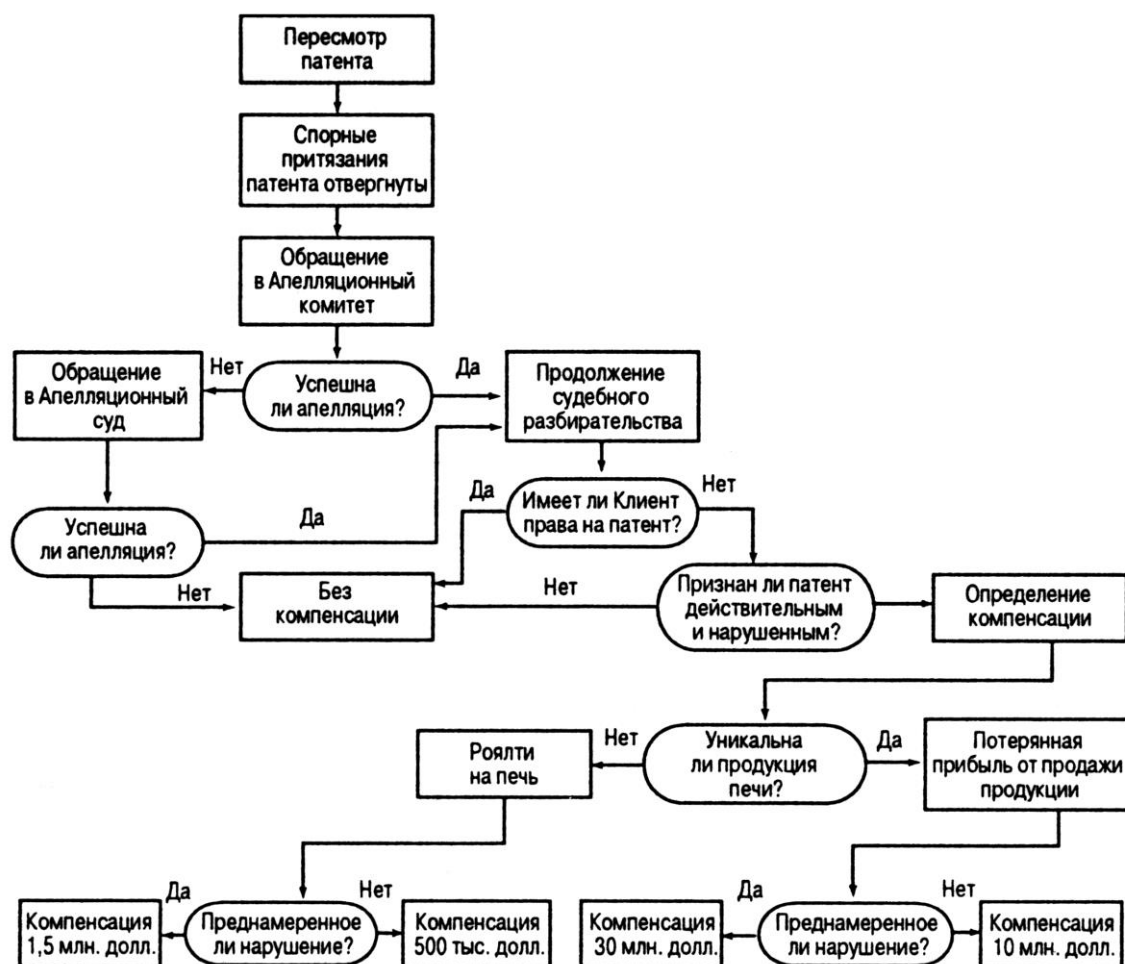 Пересмотр
патента
Спорные
притязания
патента отвергнуты
Обращение
в Апелляционный
комитет
Обращение
в Апелляционный
суд
Нет
Успешна
ли апелляция?
Да
Продолжение
судебного
разбирательства
Успешна
ли апелляция?
Да
Да
Имеет ли Клиент
права на патент?
Нет
Нет
Без
компенсации
Нет
Признан ли патент
действительным
и нарушенным?
Определение
компенсации
Роялти
на печь
Нет
Уникальна
ли продукция
печи?
Да
Потерянная
прибыль от продажи
продукции
Компенсация
1,5 млн. долл.
Да
Преднамеренное
ли нарушение?
Нет
Компенсация
500 тыс. долл.
Компенсация
30 млн. долл.
Да
Преднамеренное
ли нарушение?
Нет
Компенсация
10 млн. долл.